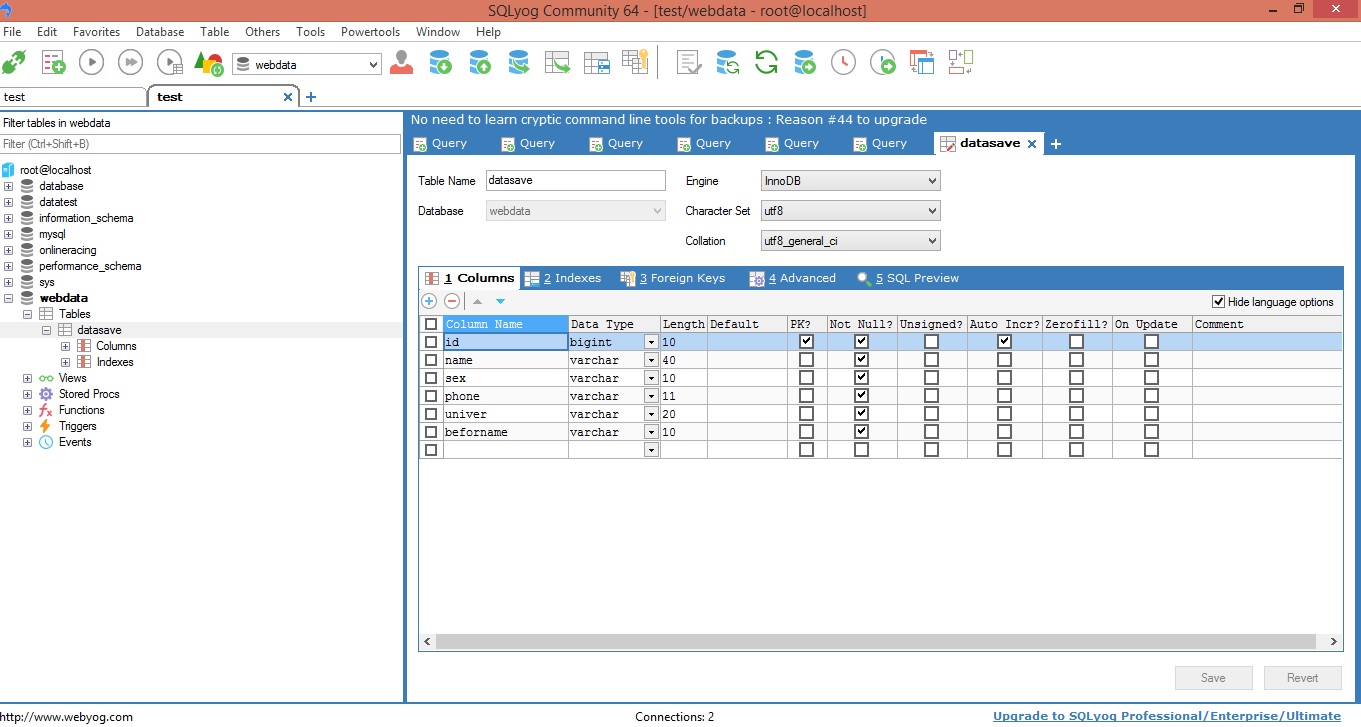 SQLyog Community 64 - [test/webdata - root@localhost]
File Edit Favorites Database Table Others Tools Powertools Window Help
webdata
test test
Filter tables in webdata
Filter (Ctrl+Shift+B)
root@localhost
database
datatest
information_schema
mysql
onlineracing
performance_schema
sys
webdata
Tables
datasave
Columns
Indexes
Views
Stored Procs
Functions
Triggers
Events
No need to learn cryptic command line tools for backups : Reason #44 to upgrade
Query Query Query Query Query Query datasave
Table Name datasave Engine InnoDB
Database webdata Character Set utf8
Collation utf8_general_ci
1 Columns 2 Indexes 3 Foreign Keys 4 Advanced 5 SQL Preview
Hide language options
Column Name Data Type Length Default PK? Not Null? Unsigned? Auto Incr? Zerofill? On Update Comment
id bigint 10
name varchar 40
sex varchar 10
phone varchar 11
univer varchar 20
beforname varchar 10
Save Revert
http://www.webyog.com Connections: 2 Upgrade to SQLyog Professional/Enterprise/Ultimate